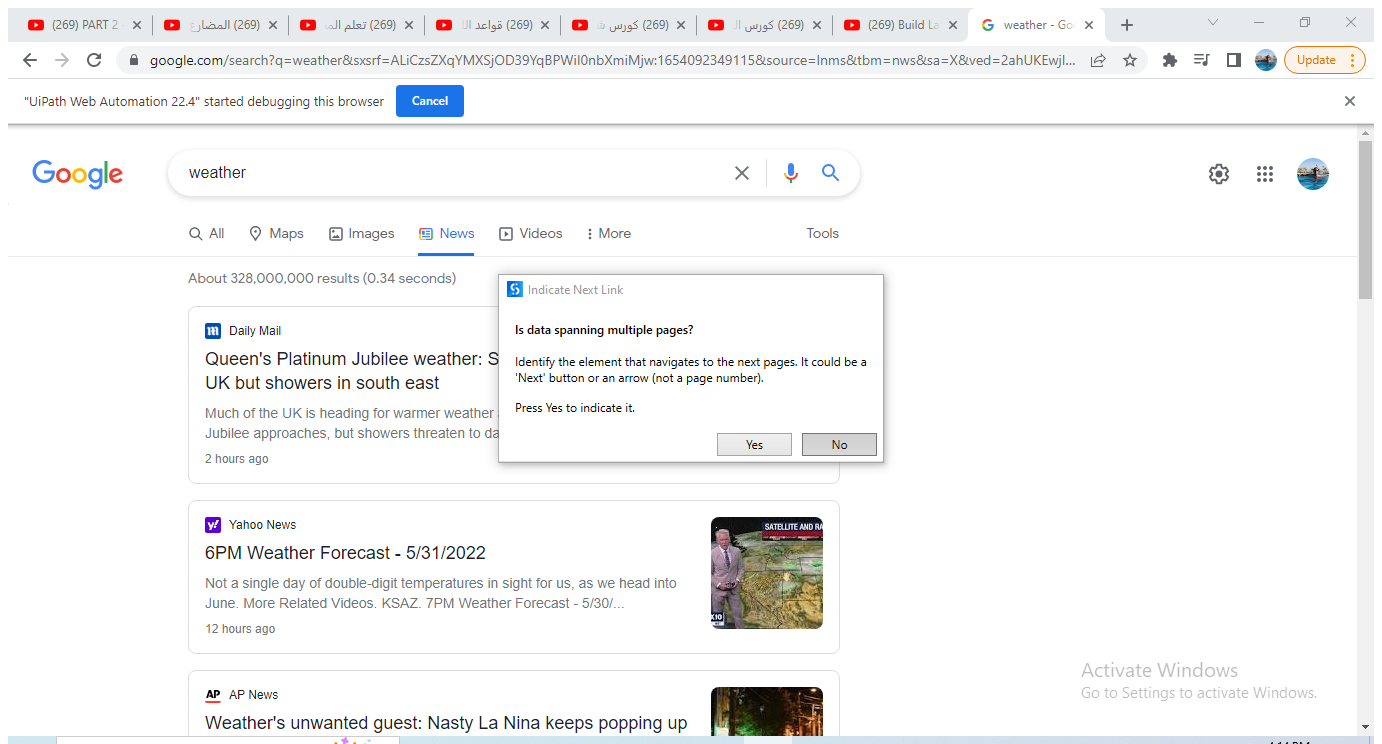 (269) PART 2
(269) المضارع
(269) تعلم الم
(269) قواعد الا
(269) كورس ش
(269) كورس ال
(269) Build La
weather - Go
google.com/search?q=weather&sxsrf=ALiCzsZXqYMXSjOD39YqBPWiI0nbXmiMjw:1654092349115&source=lnms&tbm=nws&sa=X&ved=2ahUKEwjI...
Update
"UiPath Web Automation 22.4" started debugging this browser
Cancel
Google
weather
All
Maps
Images
News
Videos
More
Tools
About 328,000,000 results (0.34 seconds)
Indicate Next Link
Is data spanning multiple pages?
Identify the element that navigates to the next pages. It could be a
'Next' button or an arrow (not a page number).
Press Yes to indicate it.
Yes
No
Daily Mail
Queen's Platinum Jubilee weather: S
UK but showers in south east
Much of the UK is heading for warmer weather
Jubilee approaches, but showers threaten to da
2 hours ago
y! Yahoo News
6PM Weather Forecast - 5/31/2022
Not a single day of double-digit temperatures in sight for us, as we head into
June. More Related Videos. KSAZ. 7PM Weather Forecast - 5/30/...
12 hours ago
SATELLITE AND RA
AP AP News
Weather's unwanted guest: Nasty La Nina keeps popping up
Activate Windows
Go to Settings to activate Windows.